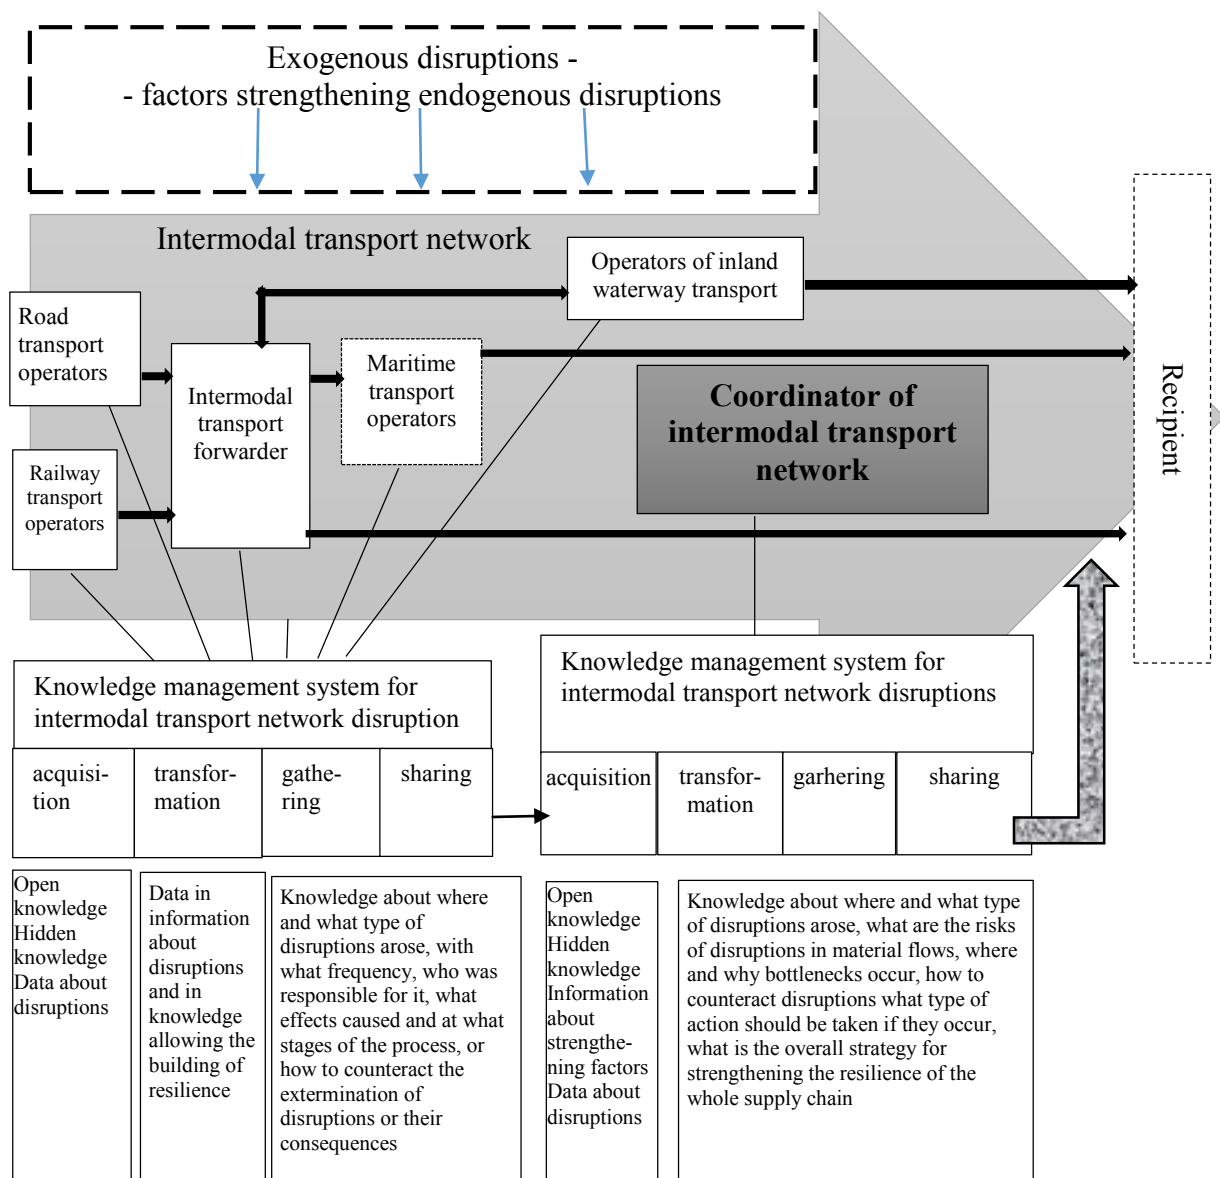 Exogenous disruptions -
- factors strengthening endogenous disruptions
Intermodal transport network
Operators of inland
waterway transport
Road
transport
operators
Intermodal
transport
forwarder
Maritime
transport
operators
Coordinator of
intermodal transport
network
Recipient
Railway
transport
operators
Knowledge management system for
intermodal transport network disruption
acquisi-
tion
transfor-
mation
gathe-
ring
sharing
Knowledge management system for
intermodal transport network disruptions
acquisition
transfor-
mation
garhering
sharing
Open
knowledge
Hidden
knowledge
Data about
disruptions
Data in
information
about
disruptions
and in
knowledge
allowing the
building of
resilience
Knowledge about where
and what type of
disruptions arose, with
what frequency, who was
responsible for it, what
effects caused and at what
stages of the process, or
how to counteract the
extermination of
disruptions or their
consequences
Open
knowledge
Hidden
knowledge
Information
about
strengthe-
ning factors
Data about
disruptions
Knowledge about where and what type
of disruptions arose, what are the risks
of disruptions in material flows, where
and why bottlenecks occur, how to
counteract disruptions what type of
action should be taken if they occur,
what is the overall strategy for
strengthening the resilience of the
whole supply chain